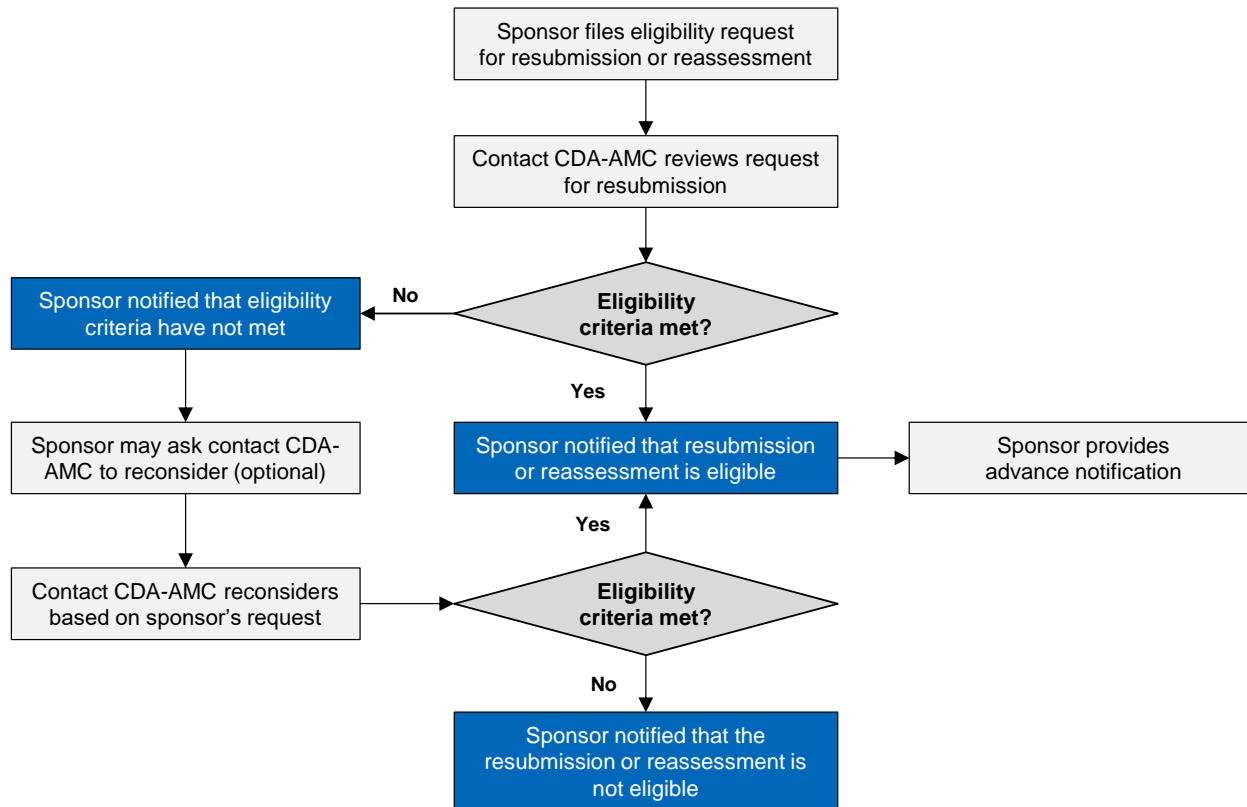 Sponsor files eligibility request
for resubmission or reassessment
Contact CDA-AMC reviews request
for resubmission
Eligibility
criteria met?
No
Sponsor notified that eligibility
criteria have not met
Yes
Sponsor may ask contact CDA-
AMC to reconsider (optional)
Sponsor notified that resubmission
or reassessment is eligible
Sponsor provides
advance notification
Yes
Contact CDA-AMC reconsiders
based on sponsor’s request
Eligibility
criteria met?
No
Sponsor notified that the
resubmission or reassessment is
not eligible